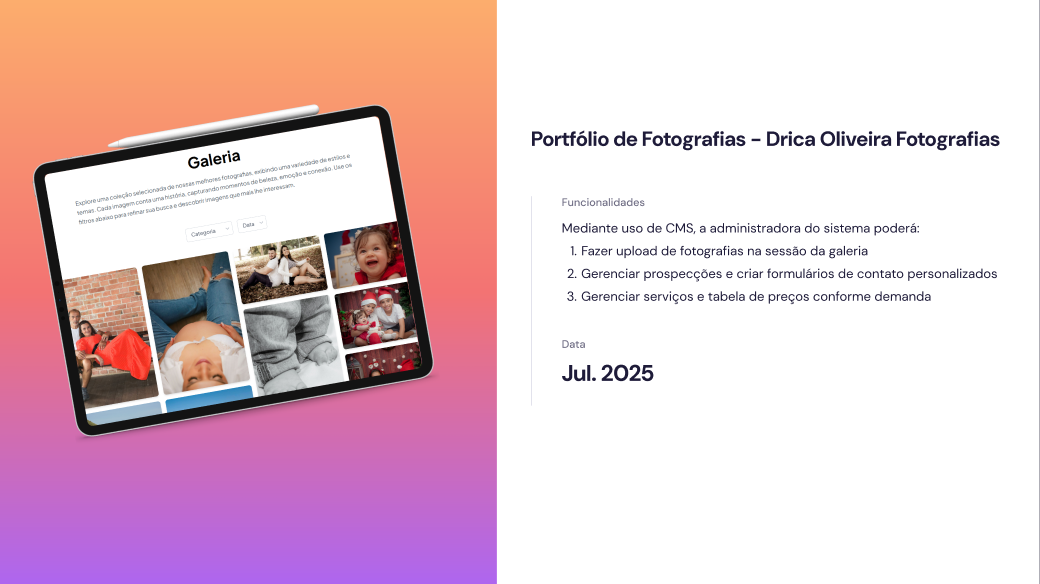 Galeria
Explore uma coleção selecionada de nossas melhores fotografias, exibindo uma variedade de estilos e
temas. Cada imagem conta uma história, capturando momentos de beleza, emoção e conexão. Use os
filtros abaixo para refinar sua busca e descobrir imagens que mais lhe interessam.
Categoria
Data
Portfólio de Fotografias – Drica Oliveira Fotografias
Funcionalidades
Mediante uso de CMS, a administradora do sistema poderá:
1. Fazer upload de fotografias na sessão da galeria
2. Gerenciar prospecções e criar formulários de contato personalizados
3. Gerenciar serviços e tabela de preços conforme demanda
Data
Jul. 2025